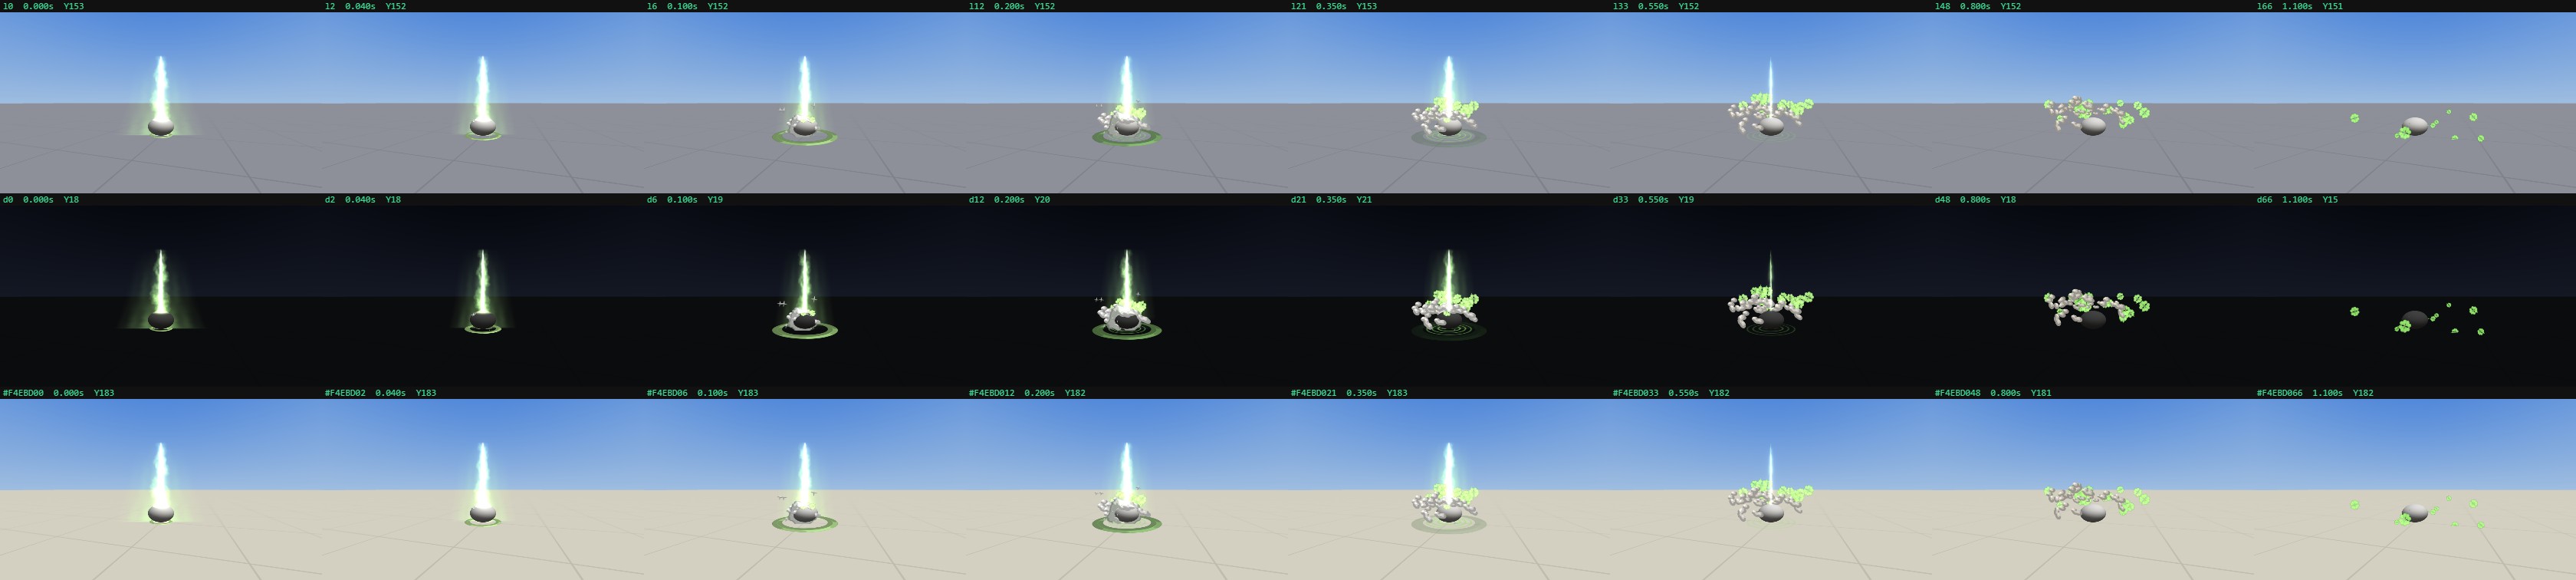 l0 0.000s Y153
l2 0.040s Y152
l6 0.100s Y152
l12 0.200s Y152
l21 0.350s Y153
l33 0.550s Y152
l48 0.800s Y152
l66 1.100s Y151
d0 0.000s Y18
d2 0.040s Y18
d6 0.100s Y19
d12 0.200s Y20
d21 0.350s Y21
d33 0.550s Y19
d48 0.800s Y18
d66 1.100s Y15
#F4EBD00 0.000s Y183
#F4EBD02 0.040s Y183
#F4EBD06 0.100s Y183
#F4EBD012 0.200s Y182
#F4EBD021 0.350s Y183
#F4EBD033 0.550s Y182
#F4EBD048 0.800s Y181
#F4EBD066 1.100s Y182